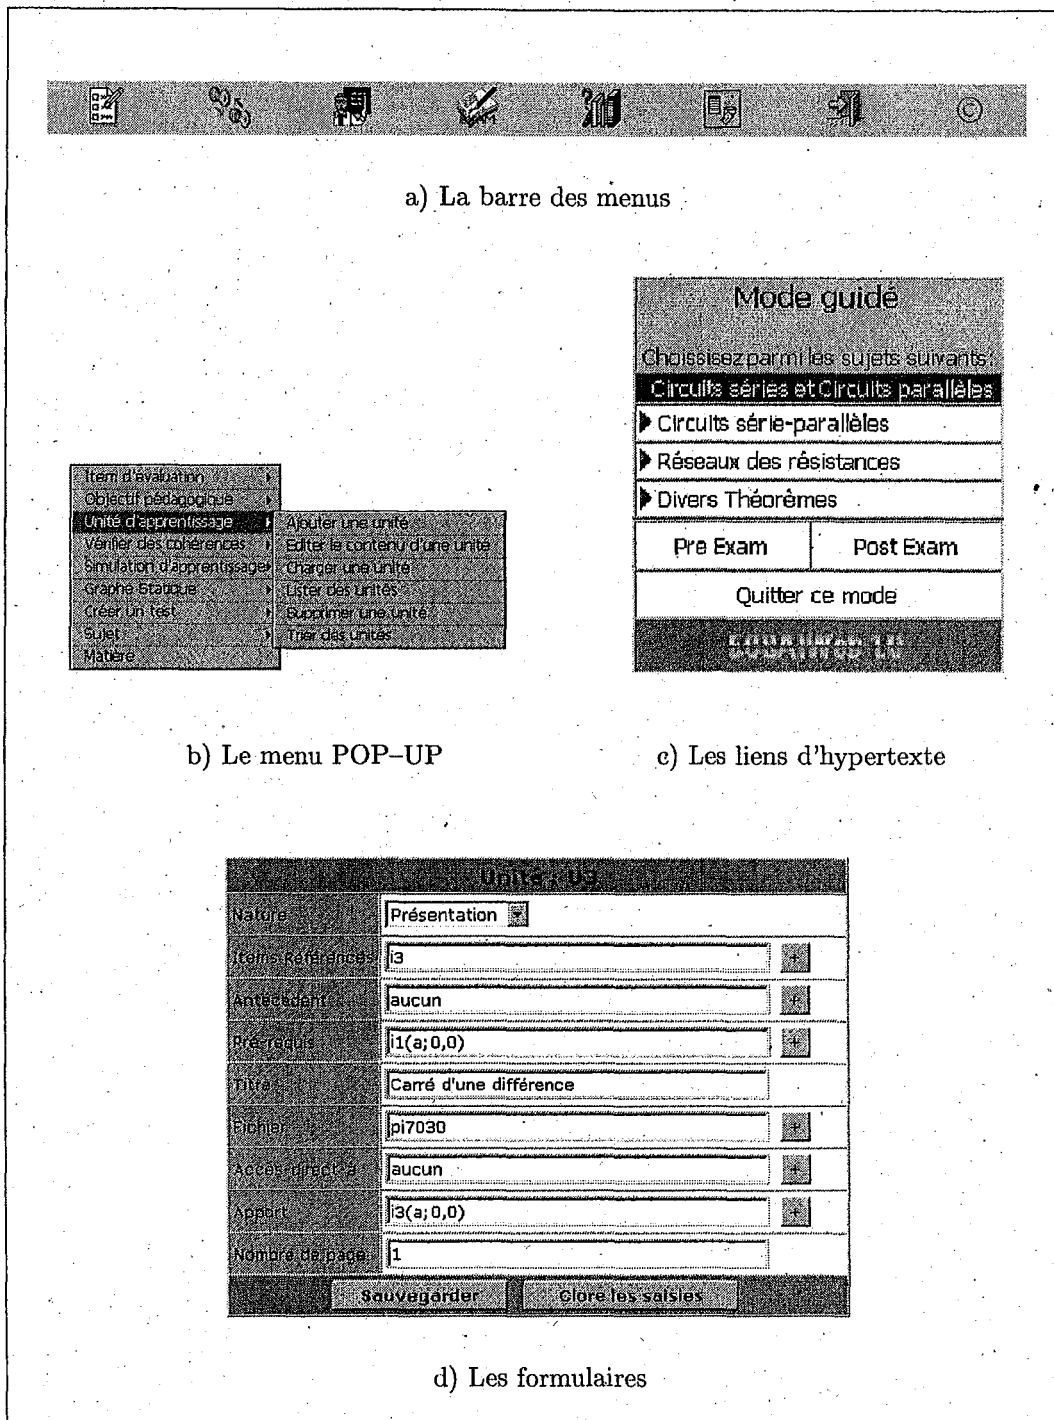 a) La barre des menus
Mode guidé
Choissisez parmi les sujets suivants:
Circuits séries et Circuits parallèles
Circuits série-parallèles
Réseaux des résistances
Divers Théorèmes
Pre Exam Post Exam
Quitter ce mode
Item d'évaluation
Objectif pédagogique
Unité d'apprentissage
Vérifier des cohérences
Simulation d'apprentissage
Graphe Statique
Créer un test
Sujet
Matière
Ajouter une unité
Editer le contenu d'une unité
Charger une unité
Lister des unités
Supprimer une unité
Trier des unités
b) Le menu POP–UP
c) Les liens d'hypertexte
Unité : U3
Nature Présentation
Items Référencés i3
Antécédent aucun
Pré-requis i1(a;0,0)
Titre Carré d'une différence
Fichier pi7030
Accès direct à aucun
Apport i3(a;0,0)
Nombre de page 1
Sauvegarder Clore les saisies
d) Les formulaires